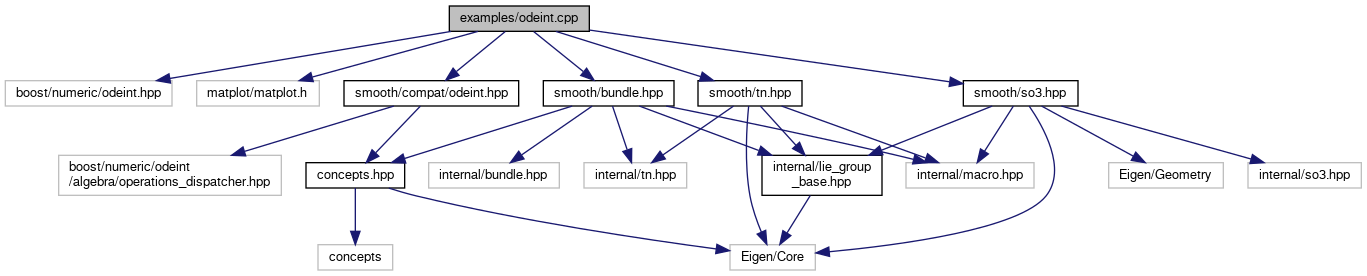 examples/odeint.cpp
boost/numeric/odeint.hpp
matplot/matplot.h
smooth/compat/odeint.hpp
smooth/bundle.hpp
smooth/tn.hpp
smooth/so3.hpp
boost/numeric/odeint
/algebra/operations_dispatcher.hpp
concepts.hpp
internal/bundle.hpp
internal/tn.hpp
internal/lie_group
_base.hpp
internal/macro.hpp
Eigen/Geometry
internal/so3.hpp
concepts
Eigen/Core